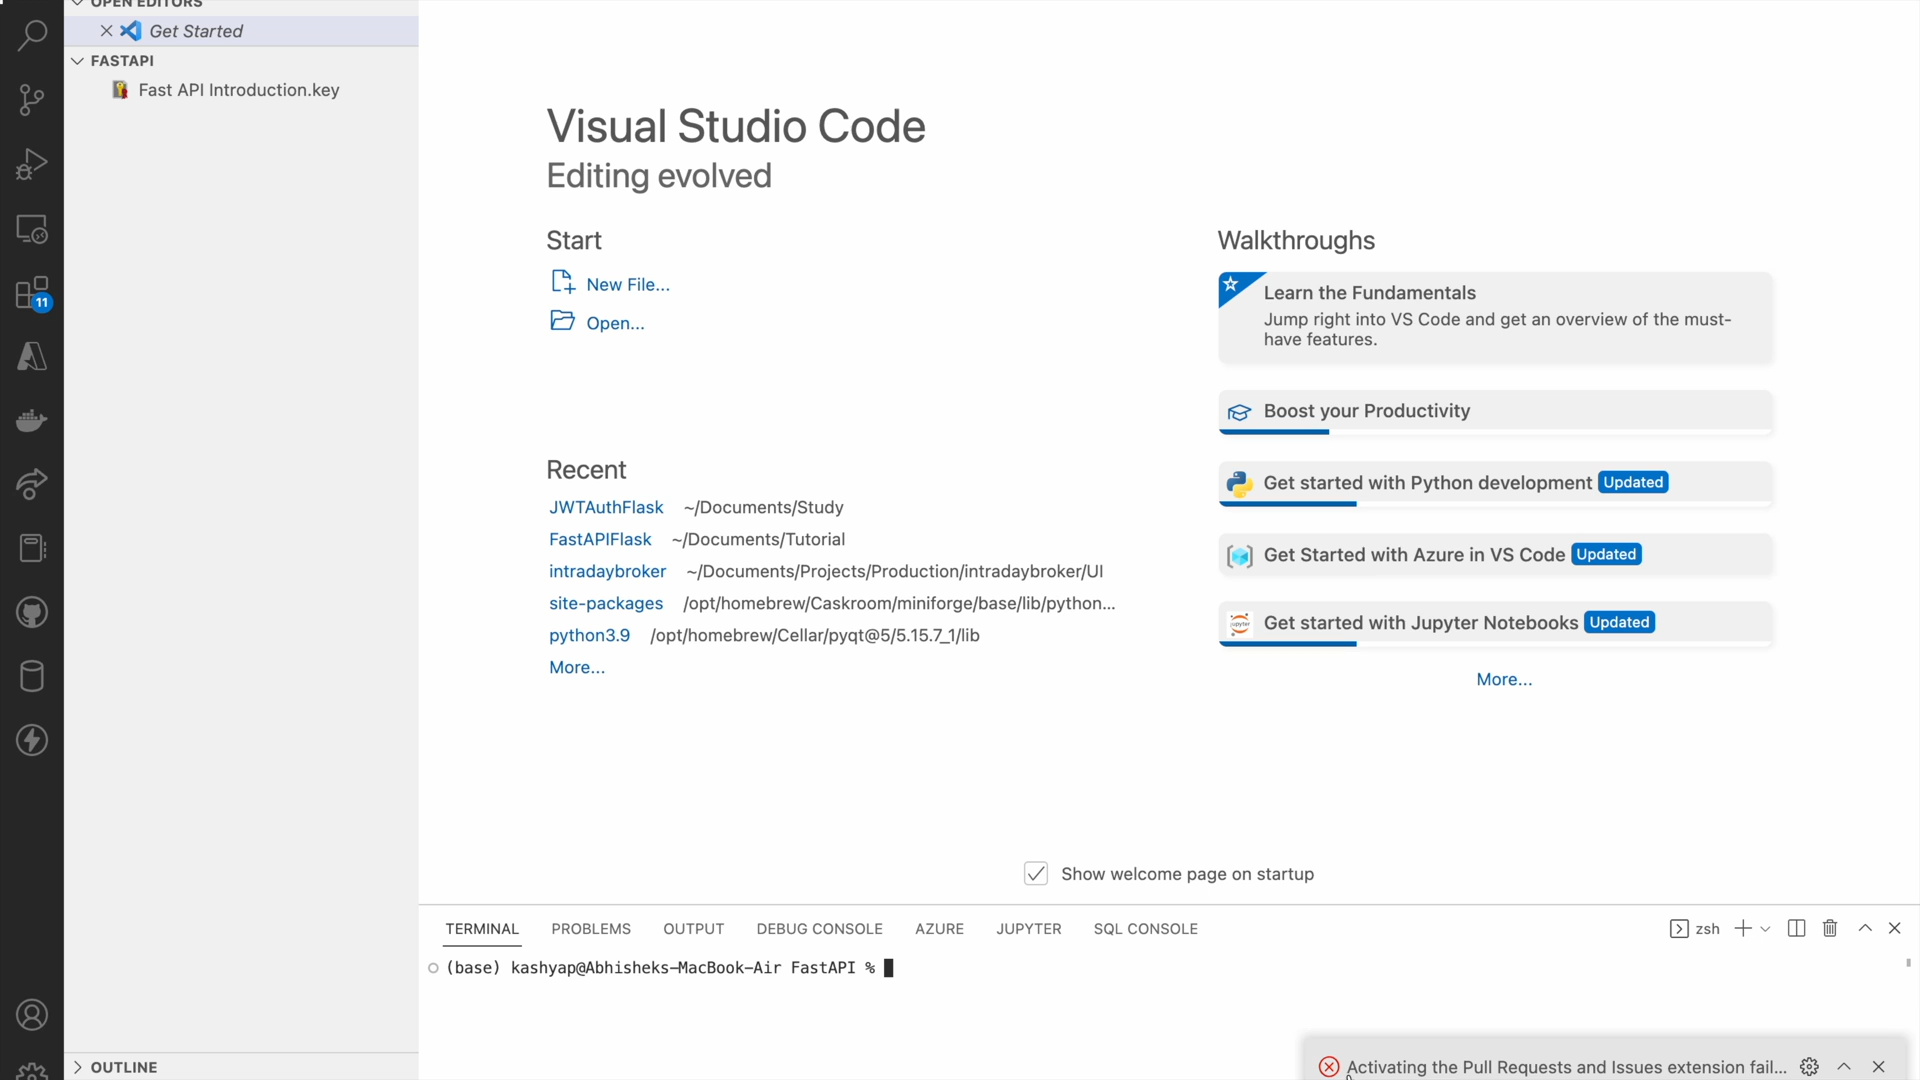 OPEN EDITORS
Get Started
FASTAPI
Fast API Introduction.key
11
OUTLINE
Visual Studio Code
Editing evolved
Start
New File...
Open...
Recent
JWTAuthFlask ~/Documents/Study
FastAPIFlask ~/Documents/Tutorial
intradaybroker ~/Documents/Projects/Production/intradaybroker/UI
site-packages /opt/homebrew/Caskroom/miniforge/base/lib/python...
python3.9 /opt/homebrew/Cellar/pyqt@5/5.15.7_1/lib
More...
Walkthroughs
Learn the Fundamentals
Jump right into VS Code and get an overview of the must-
have features.
Boost your Productivity
Get started with Python development Updated
Get Started with Azure in VS Code Updated
jupyter
Get started with Jupyter Notebooks Updated
More...
Show welcome page on startup
TERMINAL PROBLEMS OUTPUT DEBUG CONSOLE AZURE JUPYTER SQL CONSOLE zsh
(base) kashyap@Abhisheks-MacBook-Air FastAPI %
Activating the Pull Requests and Issues extension fail...